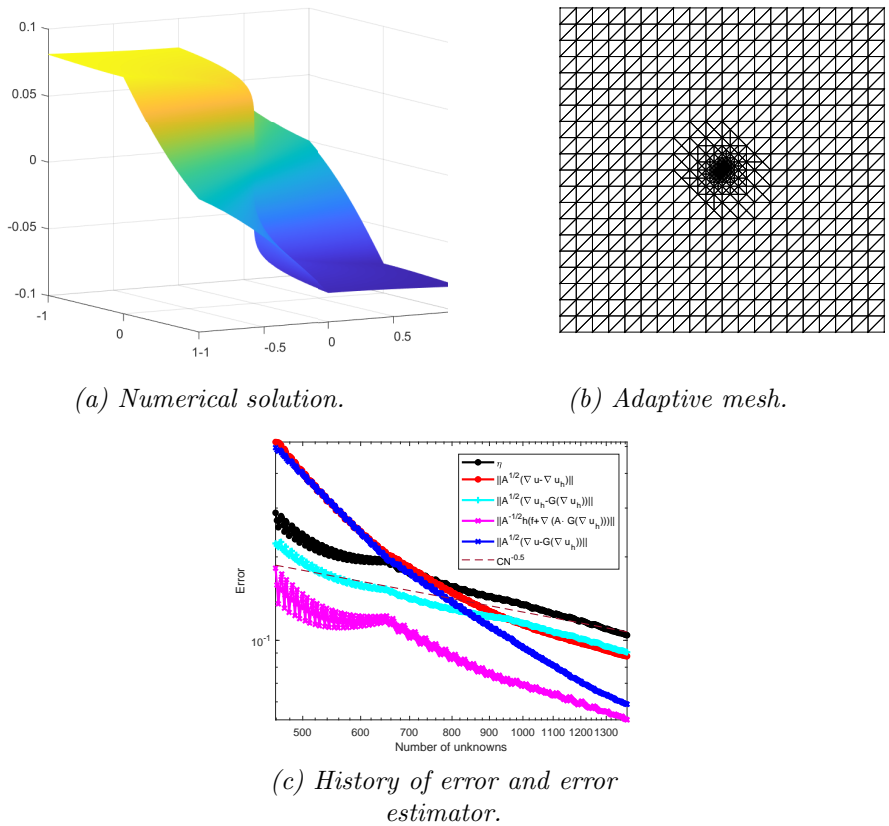 0.1
0.05
0
-0.05
-0.1
-1
0
1
-1
-0.5
0
0.5
(a) Numerical solution.
(b) Adaptive mesh.
η
||A^{1/2}(∇ u-∇ u_h)||
||A^{1/2}(∇ u_h-G(∇ u_h))||
||A^{-1/2}h(f+∇ (A· G(∇ u_h)))||
||A^{1/2}(∇ u-G(∇ u_h))||
CN^{-0.5}
Error
10^{-1}
500 600 700 800 900 1000 1100 1200 1300
Number of unknowns
(c) History of error and error
estimator.